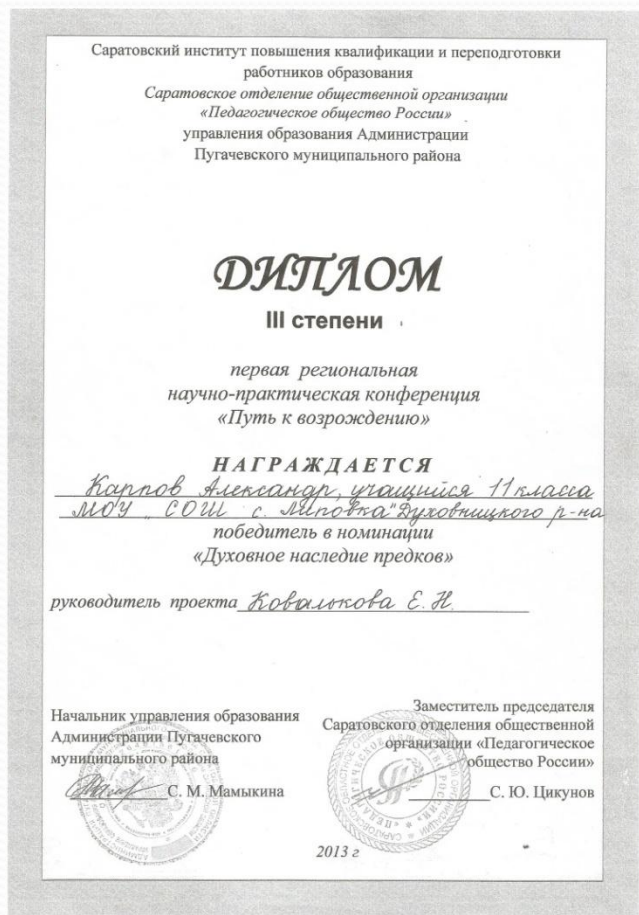 Саратовский институт повышения квалификации и переподготовки
работников образования
Саратовское отделение общественной организации
«Педагогическое общество России»
управления образования Администрации
Пугачевского муниципального района
ДИПЛОМ
III степени
первая региональная
научно-практическая конференция
«Путь к возрождению»
НАГРАЖДАЕТСЯ
Карпов Александр, учащийся 11 класса
МОУ „СОШ с. Липовка" Духовницкого р-на
победитель в номинации
«Духовное наследие предков»
руководитель проекта Ковалюкова Е.Н.
Начальник управления образования
Администрации Пугачевского
муниципального района
С. М. Мамыкина
Заместитель председателя
Саратовского отделения общественной
организации «Педагогическое
общество России»
С. Ю. Цикунов
2013 г